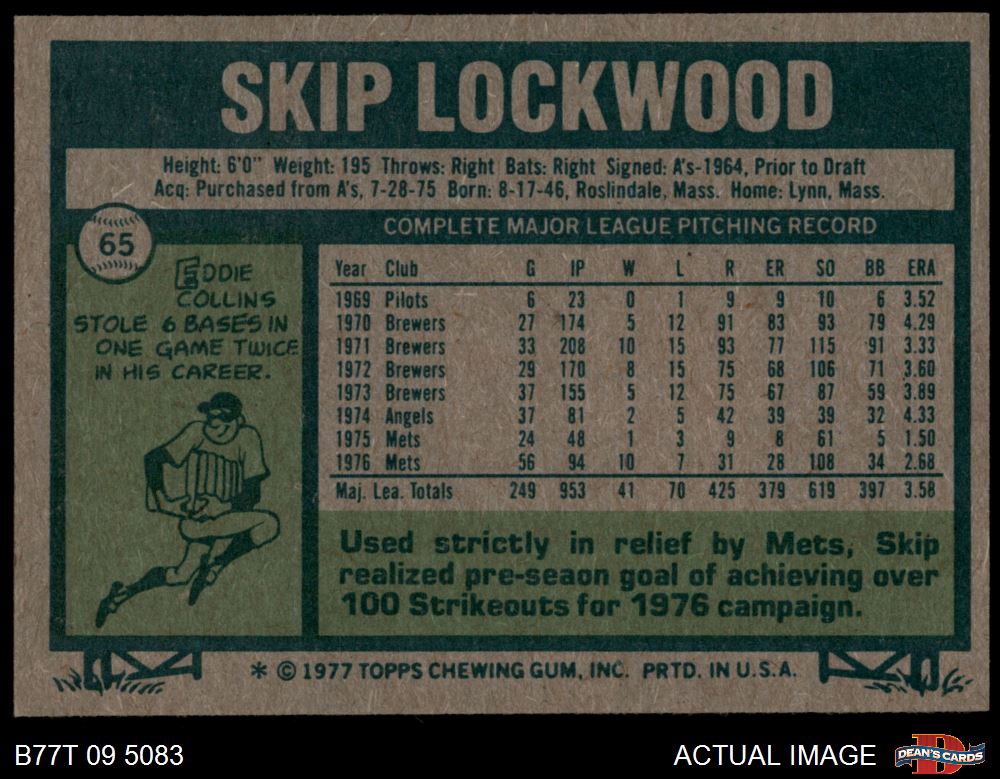 SKIP LOCKWOOD
Height: 6'0" Weight: 195 Throws: Right Bats: Right Signed: A's-1964, Prior to Draft
Acq: Purchased from A's, 7-28-75 Born: 8-17-46, Roslindale, Mass. Home: Lynn, Mass.
65
EDDIE
COLLINS
STOLE 6 BASES IN
ONE GAME TWICE
IN HIS CAREER.
COMPLETE MAJOR LEAGUE PITCHING RECORD
Year Club G IP W L R ER SO BB ERA
1969 Pilots 6 23 0 1 9 9 10 6 3.52
1970 Brewers 27 174 5 12 91 83 93 79 4.29
1971 Brewers 33 208 10 15 93 77 115 91 3.33
1972 Brewers 29 170 8 15 75 68 106 71 3.60
1973 Brewers 37 155 5 12 75 67 87 59 3.89
1974 Angels 37 81 2 5 42 39 39 32 4.33
1975 Mets 24 48 1 3 9 8 61 5 1.50
1976 Mets 56 94 10 7 31 28 108 34 2.68
Maj. Lea. Totals 249 953 41 70 425 379 619 397 3.58
Used strictly in relief by Mets, Skip
realized pre-seaon goal of achieving over
100 Strikeouts for 1976 campaign.
* © 1977 TOPPS CHEWING GUM, INC. PRTD. IN U.S.A.
B77T 09 5083
ACTUAL IMAGE
D
DEAN'S CARDS